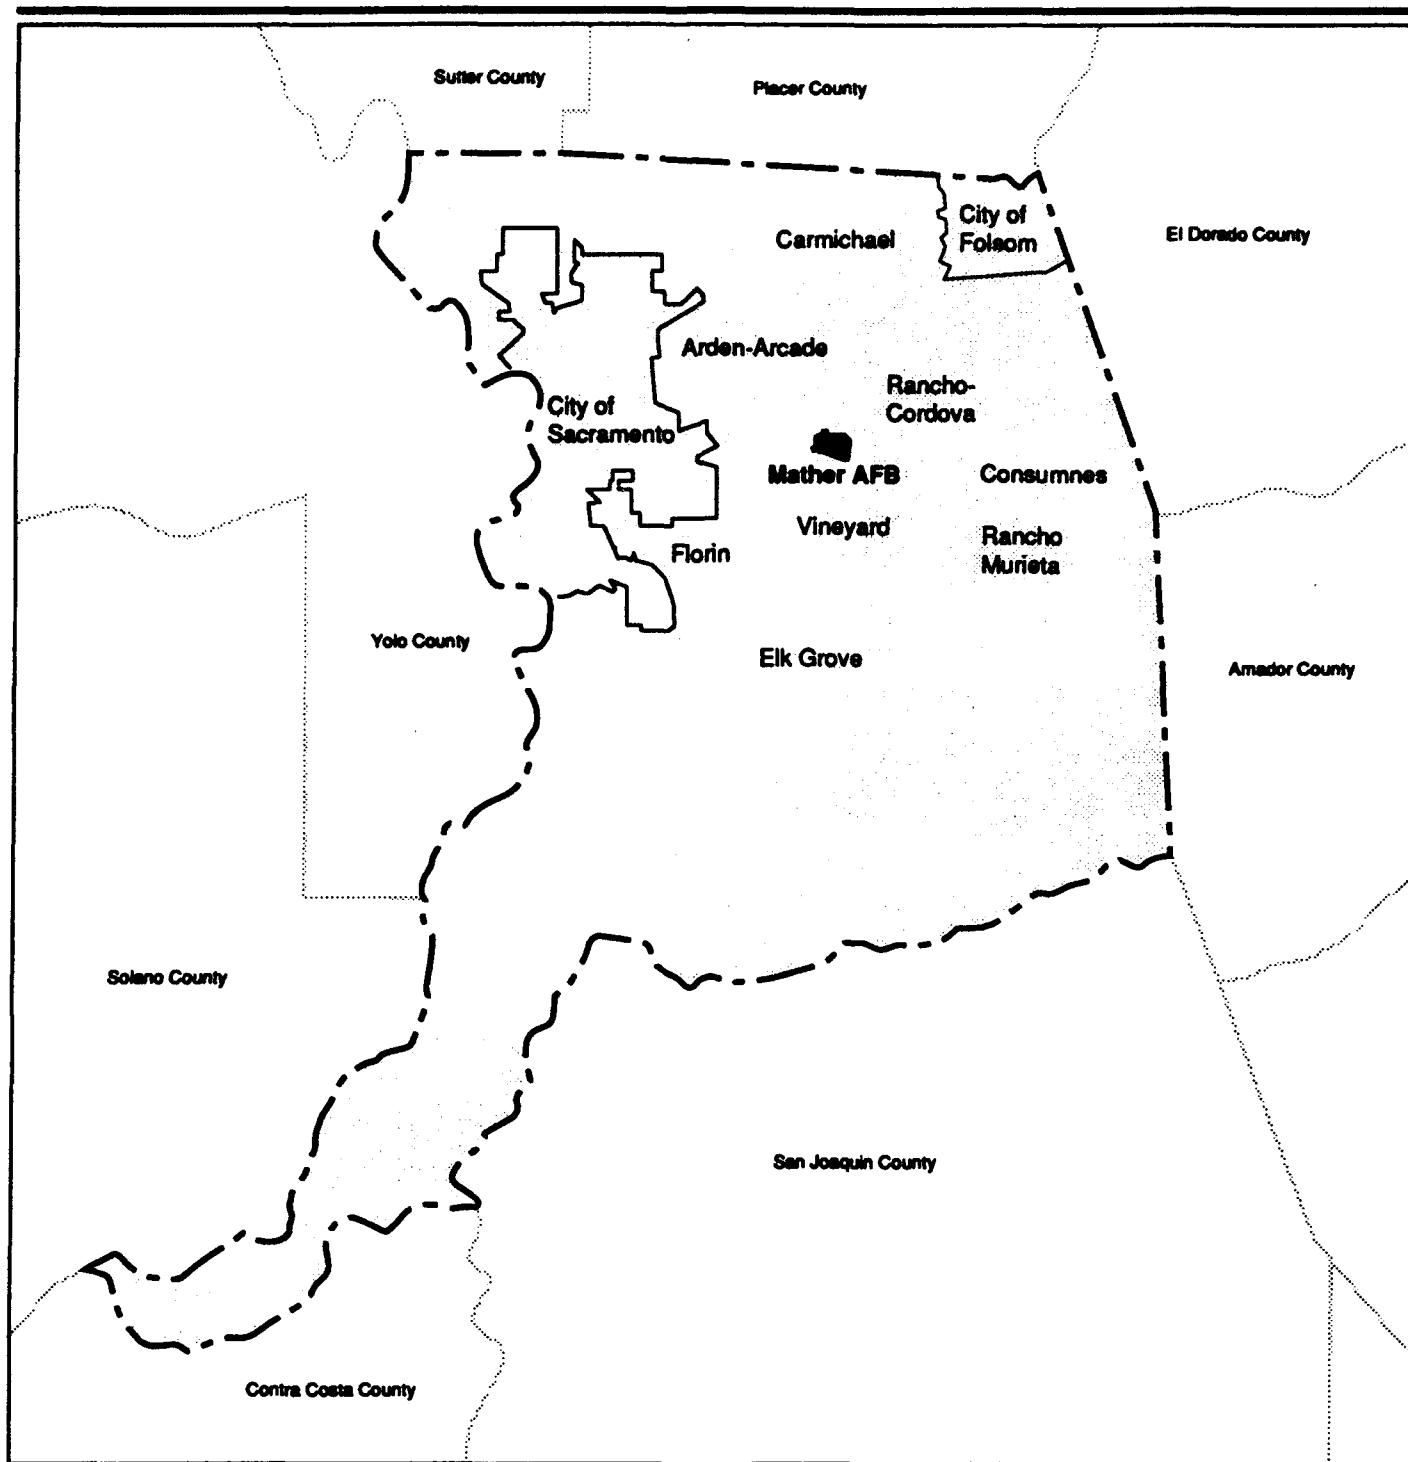 Sutter County
Placer County
City of
Folsom
Carmichael
El Dorado County
Arden-Arcade
Rancho-
Cordova
City of
Sacramento
Mather AFB
Consumnes
Vineyard
Rancho
Murieta
Florin
Yolo County
Elk Grove
Amador County
Solano County
San Joaquin County
Contra Costa County